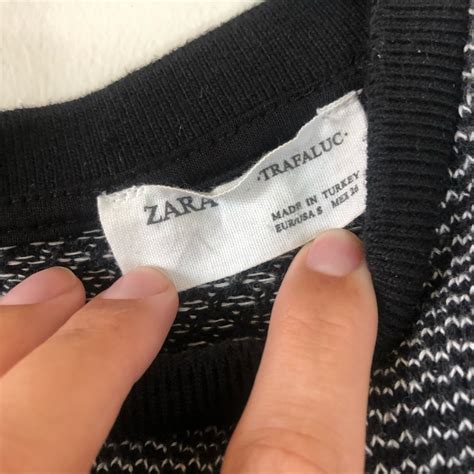 ZARA ·TRAFALUC·
MADE IN TURKEY
EUR/USA S MEX 26